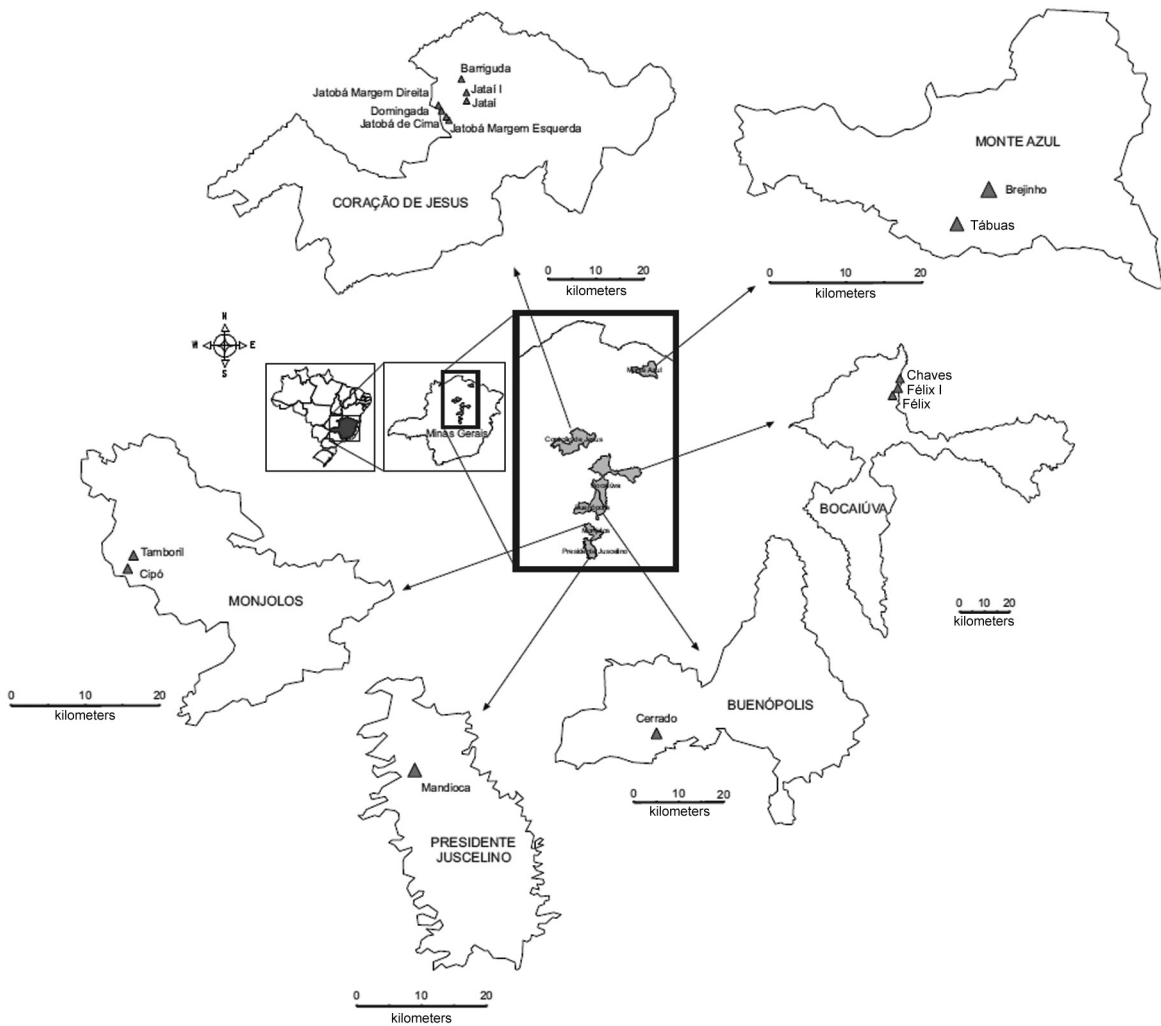 Barriguda
Jatobá Margem Direita
Jataí I
Jataí
Domingada
Jatobá de Cima
Jatobá Margem Esquerda
CORAÇÃO DE JESUS
0 10 20
kilometers
MONTE AZUL
Brejinho
Tábuas
0 10 20
kilometers
N
W E
S
Minas Gerais
Monte Azul
Coração de Jesus
Bocaiúva
Buenópolis
Monjolos
Presidente Juscelino
Chaves
Félix I
Félix
BOCAIÚVA
0 10 20
kilometers
Tamboril
Cipó
MONJOLOS
0 10 20
kilometers
Cerrado
BUENÓPOLIS
0 10 20
kilometers
Mandioca
PRESIDENTE
JUSCELINO
0 10 20
kilometers